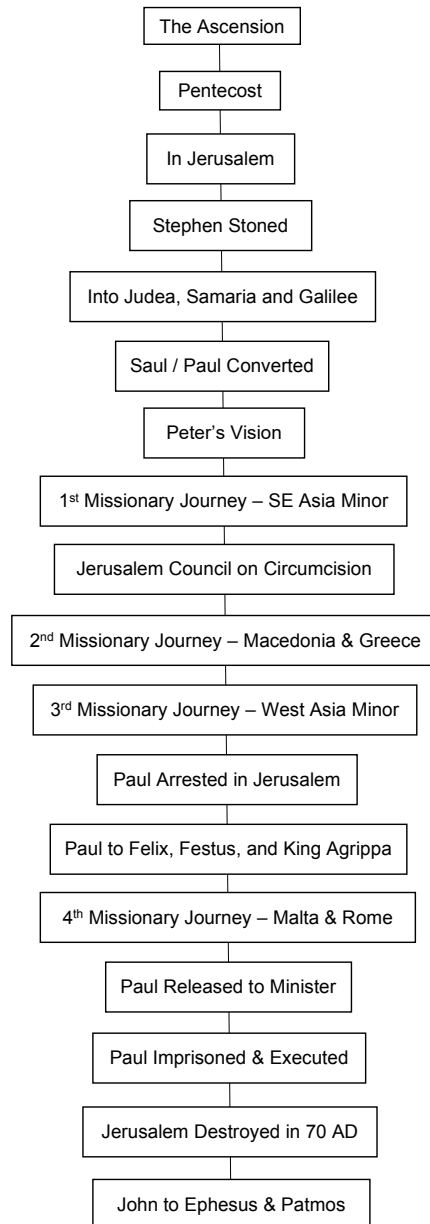 The Ascension
Pentecost
In Jerusalem
Stephen Stoned
Into Judea, Samaria and Galilee
Saul / Paul Converted
Peter’s Vision
1st Missionary Journey – SE Asia Minor
Jerusalem Council on Circumcision
2nd Missionary Journey – Macedonia & Greece
3rd Missionary Journey – West Asia Minor
Paul Arrested in Jerusalem
Paul to Felix, Festus, and King Agrippa
4th Missionary Journey – Malta & Rome
Paul Released to Minister
Paul Imprisoned & Executed
Jerusalem Destroyed in 70 AD
John to Ephesus & Patmos